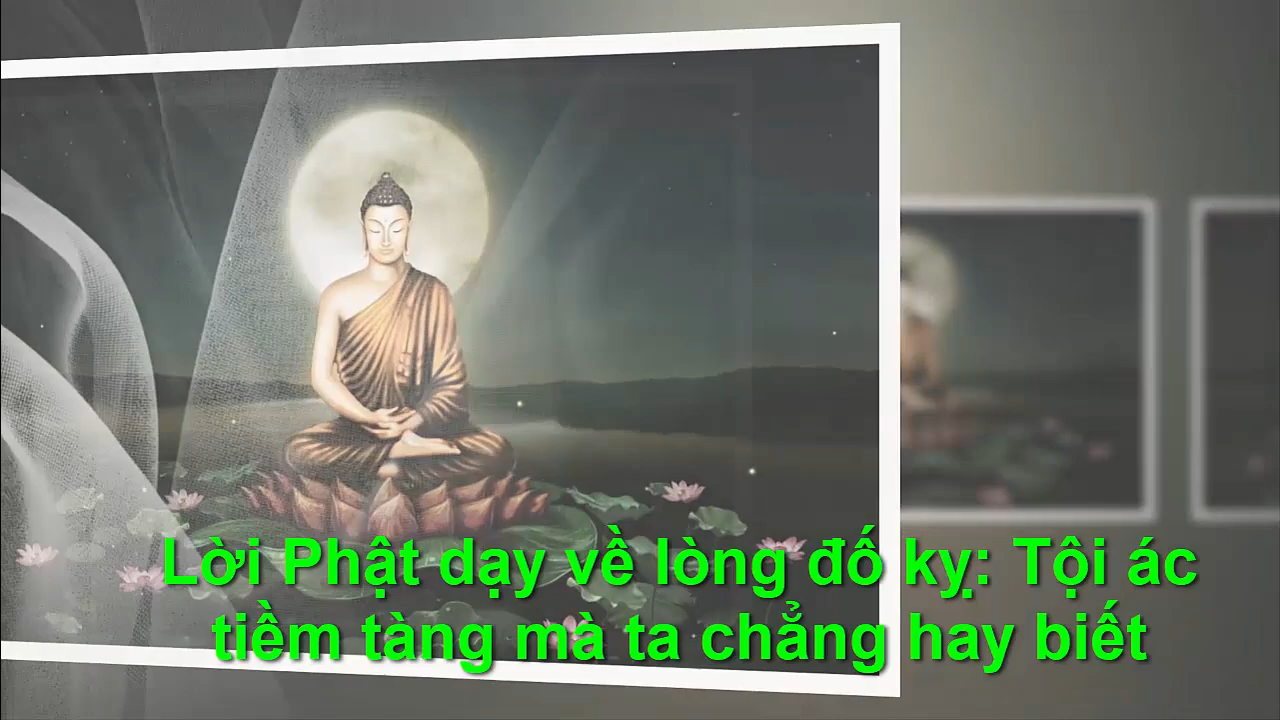 Lời Phật dạy về lòng đố kỵ: Tội ác
tiềm tàng mà ta chẳng hay biết